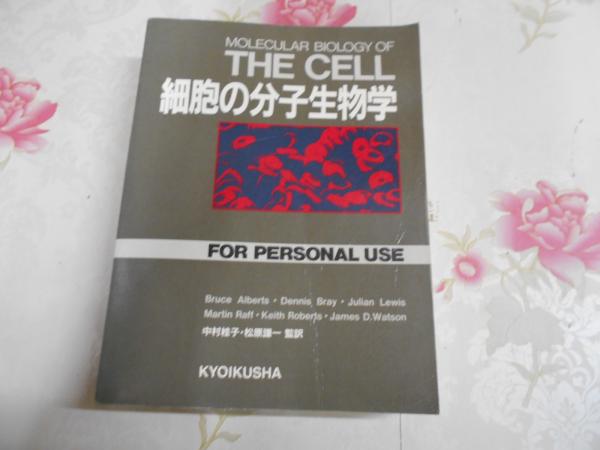 MOLECULAR BIOLOGY OF
THE CELL
細胞の分子生物学
FOR PERSONAL USE
Bruce Alberts・Dennis Bray・Julian Lewis
Martin Raff・Keith Roberts・James D.Watson
中村桂子・松原謙一 監訳
KYOIKUSHA